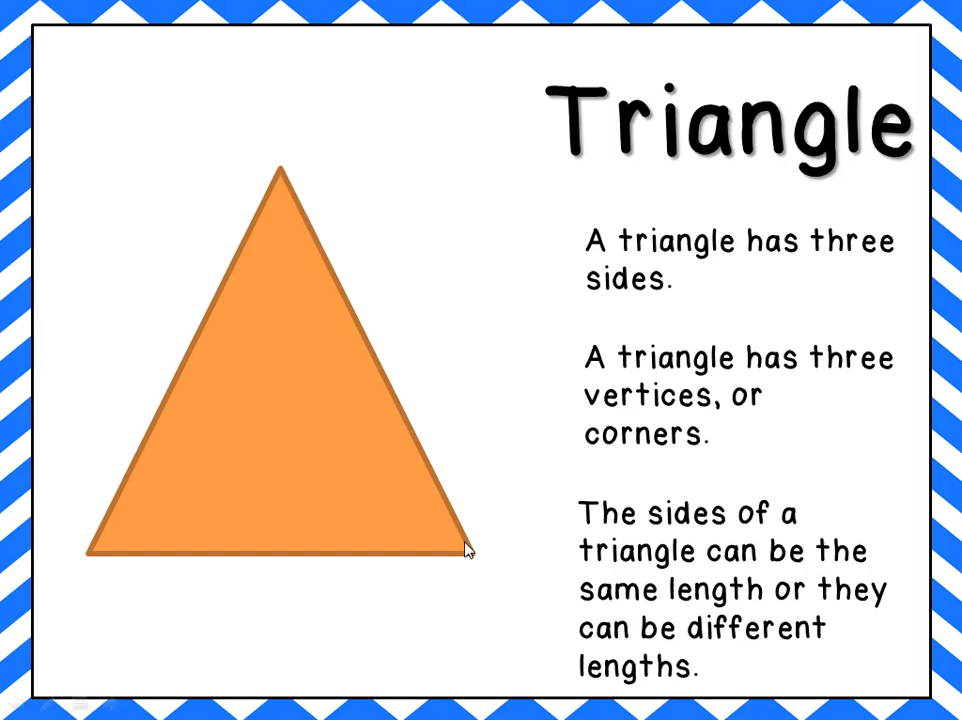 Triangle
A triangle has three
sides.
A triangle has three
vertices, or
corners.
The sides of a
triangle can be the
same length or they
can be different
lengths.